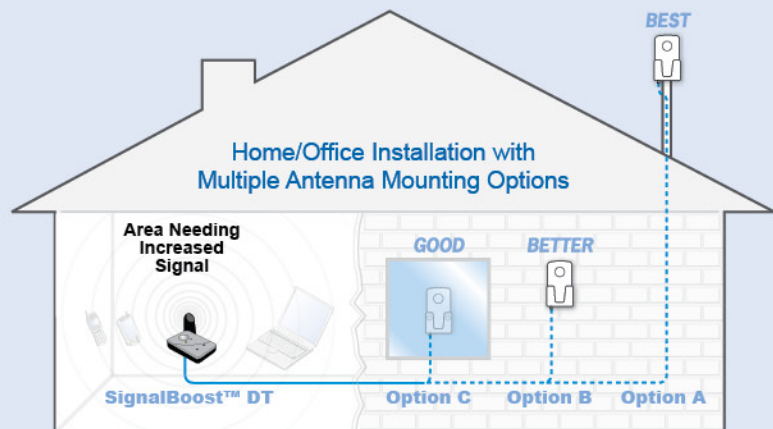 BEST
Home/Office Installation with
Multiple Antenna Mounting Options
Area Needing
Increased
Signal
GOOD
BETTER
SignalBoost™ DT
Option C
Option B
Option A